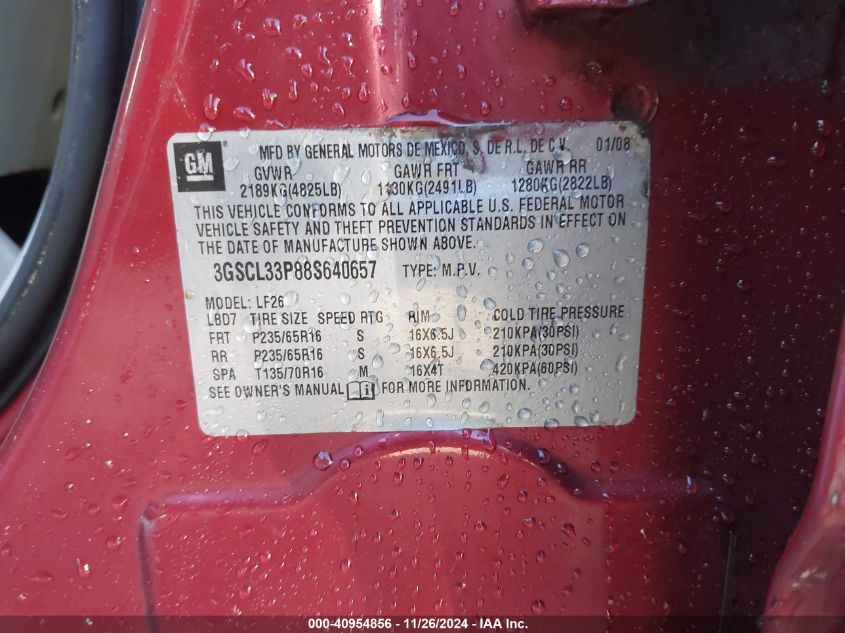 GM MFD BY GENERAL MOTORS DE MEXICO, S. DE R.L. DE C.V. 01/08
GVWR GAWR FRT GAWR RR
2189KG(4825LB) 1130KG(2491LB) 1280KG(2822LB)
THIS VEHICLE CONFORMS TO ALL APPLICABLE U.S. FEDERAL MOTOR
VEHICLE SAFETY AND THEFT PREVENTION STANDARDS IN EFFECT ON
THE DATE OF MANUFACTURE SHOWN ABOVE.
3GSCL33P88S640657 TYPE: M.P.V.
MODEL: LF26
LBD7 TIRE SIZE SPEED RTG RIM COLD TIRE PRESSURE
FRT P235/65R16 S 16X6.5J 210KPA(30PSI)
RR P235/65R16 S 16X6.5J 210KPA(30PSI)
SPA T135/70R16 M 16X4T 420KPA(60PSI)
SEE OWNER'S MANUAL FOR MORE INFORMATION.
000-40954856 - 11/26/2024 - IAA Inc.